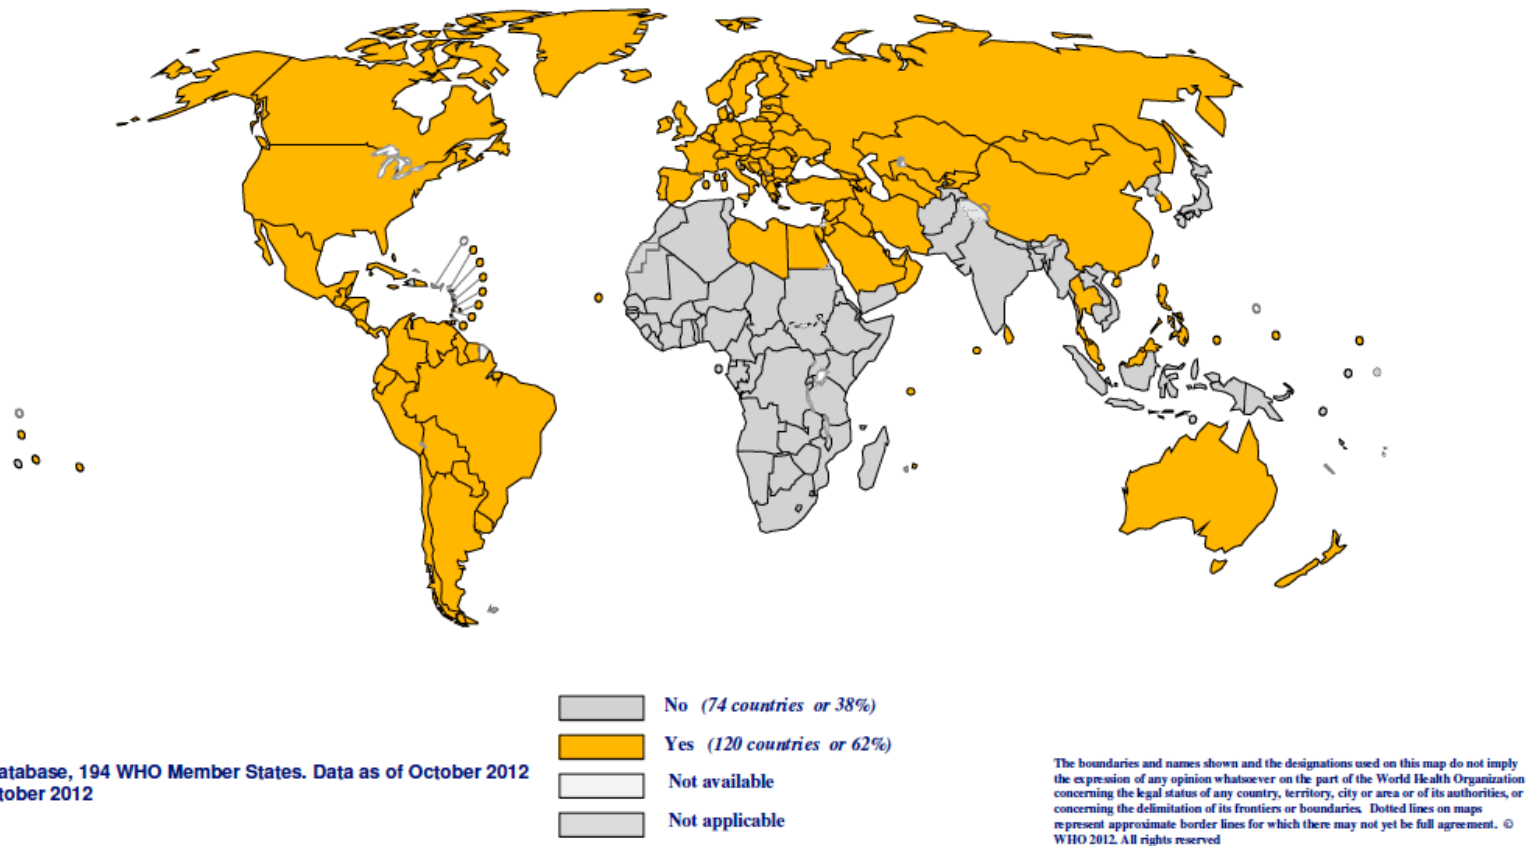 No (74 countries or 38%)
Yes (120 countries or 62%)
Not available
Not applicable
atabase, 194 WHO Member States. Data as of October 2012
tober 2012
The boundaries and names shown and the designations used on this map do not imply
the expression of any opinion whatsoever on the part of the World Health Organization
concerning the legal status of any country, territory, city or area or of its authorities, or
concerning the delimitation of its frontiers or boundaries. Dotted lines on maps
represent approximate border lines for which there may not yet be full agreement. ©
WHO 2012. All rights reserved